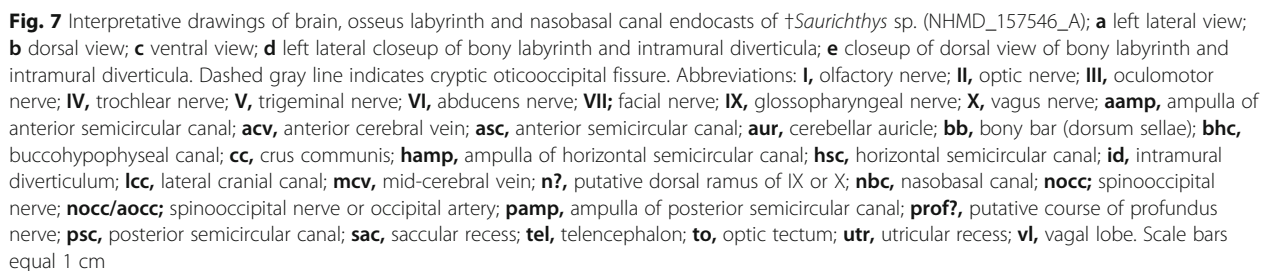 Fig. 7 Interpretative drawings of brain, osseus labyrinth and nasobasal canal endocasts of †Saurichthys sp. (NHMD_157546_A); a left lateral view;
b dorsal view; c ventral view; d left lateral closeup of bony labyrinth and intramural diverticula; e closeup of dorsal view of bony labyrinth and
intramural diverticula. Dashed gray line indicates cryptic oticooccipital fissure. Abbreviations: I, olfactory nerve; II, optic nerve; III, oculomotor
nerve; IV, trochlear nerve; V, trigeminal nerve; VI, abducens nerve; VII; facial nerve; IX, glossopharyngeal nerve; X, vagus nerve; aamp, ampulla of
anterior semicircular canal; acv, anterior cerebral vein; asc, anterior semicircular canal; aur, cerebellar auricle; bb, bony bar (dorsum sellae); bhc,
buccohypophyseal canal; cc, crus communis; hamp, ampulla of horizontal semicircular canal; hsc, horizontal semicircular canal; id, intramural
diverticulum; lcc, lateral cranial canal; mcv, mid-cerebral vein; n?, putative dorsal ramus of IX or X; nbc, nasobasal canal; nocc; spinooccipital
nerve; nocc/aocc; spinooccipital nerve or occipital artery; pamp, ampulla of posterior semicircular canal; prof?, putative course of profundus
nerve; psc, posterior semicircular canal; sac, saccular recess; tel, telencephalon; to, optic tectum; utr, utricular recess; vl, vagal lobe. Scale bars
equal 1 cm